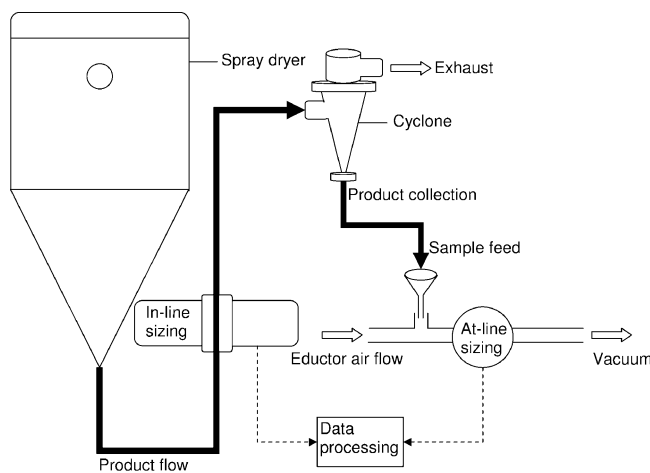 Spray dryer
Exhaust
Cyclone
Product collection
Sample feed
In-line
sizing
At-line
sizing
Eductor air flow
Vacuum
Data
processing
Product flow